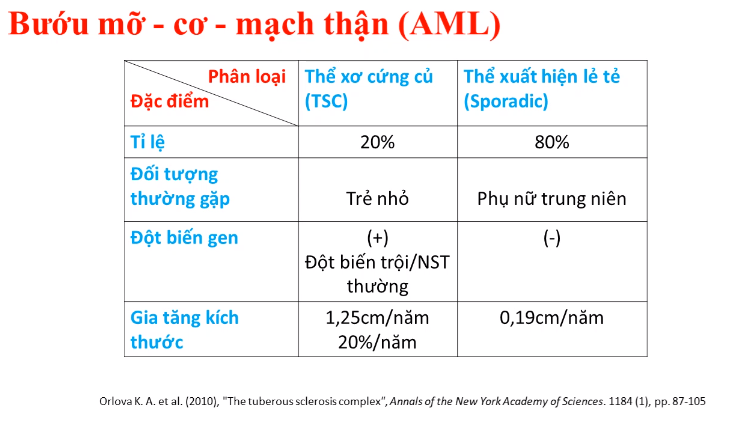 Bướu mỡ - cơ - mạch thận (AML)
Phân loại
Đặc điểm
Thể xơ cứng củ
(TSC)
Thể xuất hiện lẻ tẻ
(Sporadic)
Tỉ lệ
20%
80%
Đối tượng
thường gặp
Trẻ nhỏ
Phụ nữ trung niên
Đột biến gen
(+)
Đột biến trội/NST
thường
(-)
Gia tăng kích
thước
1,25cm/năm
20%/năm
0,19cm/năm
Orlova K. A. et al. (2010), "The tuberous sclerosis complex", Annals of the New York Academy of Sciences. 1184 (1), pp. 87-105